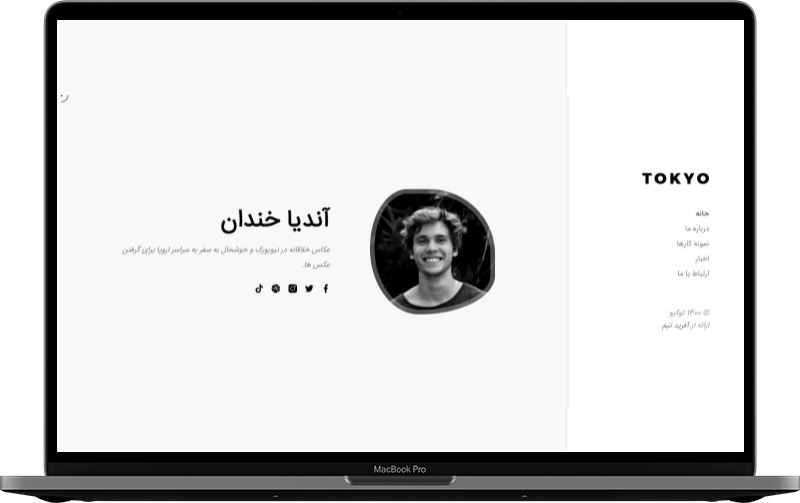 TOKYO
خانه
درباره ما
نمونه کارها
اخبار
ارتباط با ما
© 1400 توکیو
ارائه از آفرید تیم
آندیا خندان
عکاس خلاقانه در نیویورک و خوشحال به سفر به سراسر اروپا برای گرفتن
عکس ها.
MacBook Pro